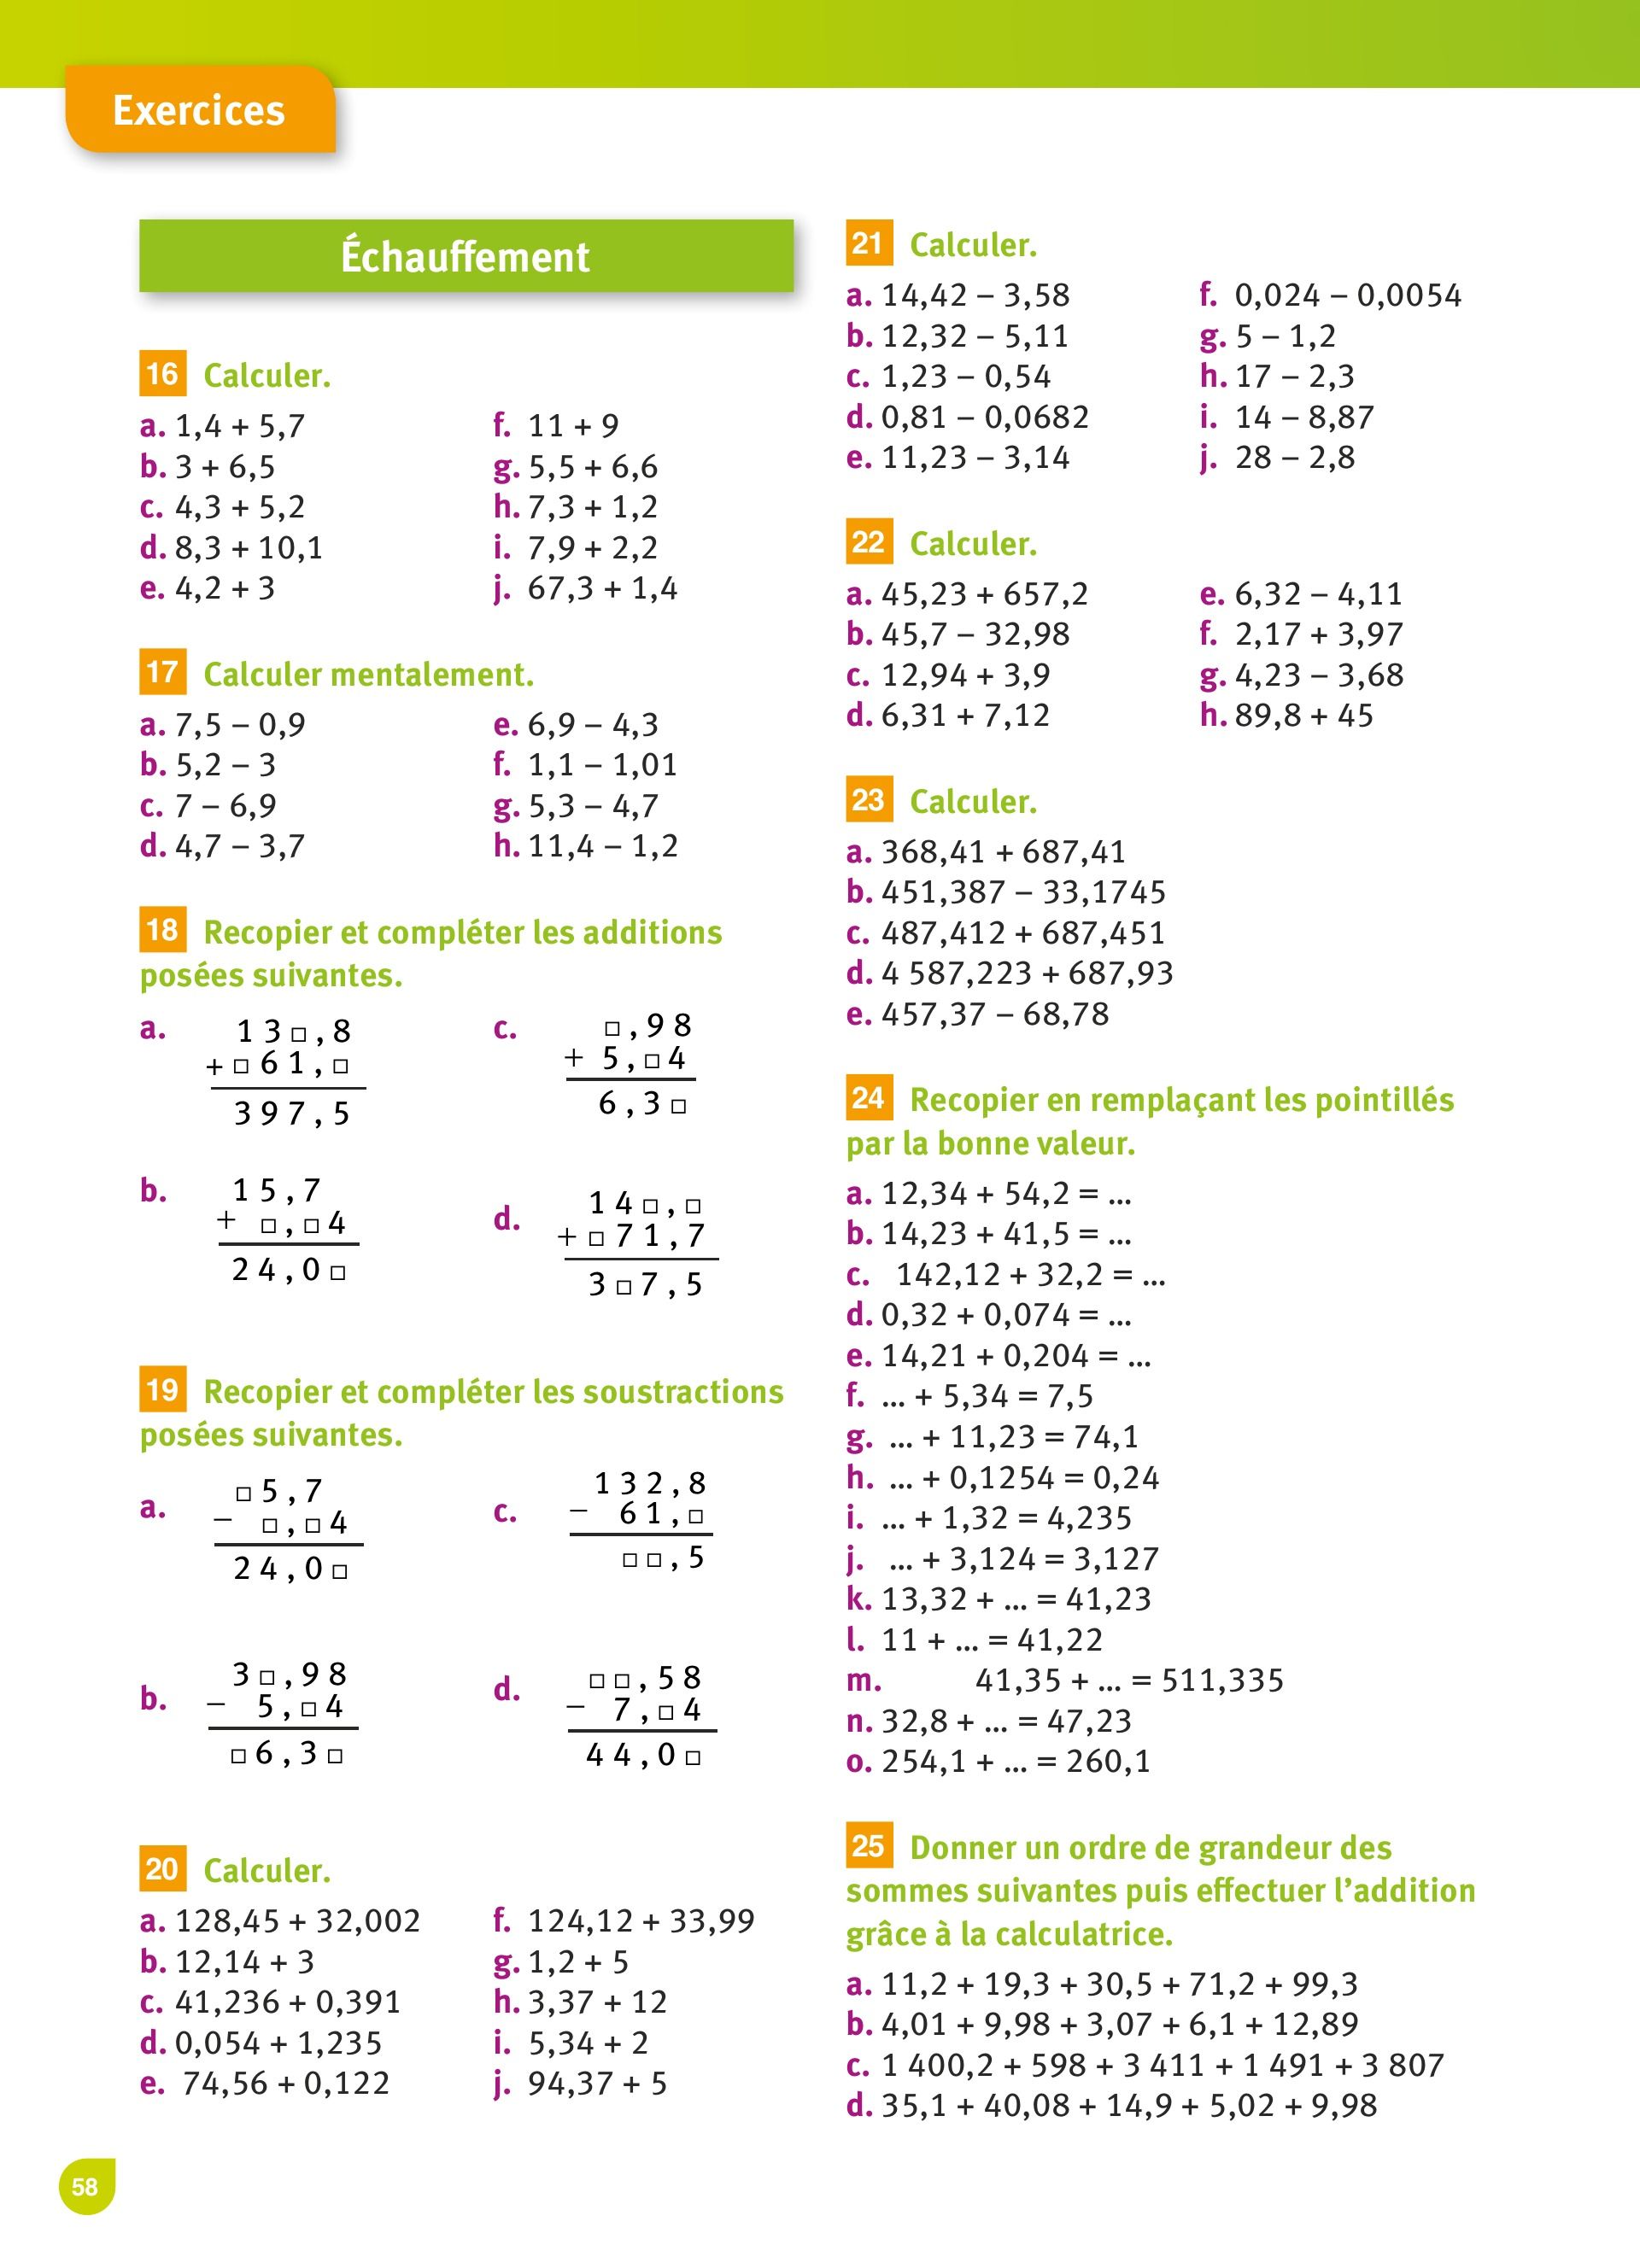 Exercices
Échauffement
16 Calculer.
a. 1,4 + 5,7
b. 3 + 6,5
c. 4,3 + 5,2
d. 8,3 + 10,1
e. 4,2 + 3
f. 11 + 9
g. 5,5 + 6,6
h. 7,3 + 1,2
i. 7,9 + 2,2
j. 67,3 + 1,4
17 Calculer mentalement.
a. 7,5 – 0,9
b. 5,2 – 3
c. 7 – 6,9
d. 4,7 – 3,7
e. 6,9 – 4,3
f. 1,1 – 1,01
g. 5,3 – 4,7
h. 11,4 – 1,2
18 Recopier et compléter les additions
posées suivantes.
a.
1 3 □ , 8
+ □ 6 1 , □
3 9 7 , 5
b.
1 5 , 7
+ □ , □ 4
2 4 , 0 □
c.
□ , 9 8
+ 5 , □ 4
6 , 3 □
d.
1 4 □ , □
+ □ 7 1 , 7
3 □ 7 , 5
19 Recopier et compléter les soustractions
posées suivantes.
a.
□ 5 , 7
– □ , □ 4
2 4 , 0 □
b.
3 □ , 9 8
– 5 , □ 4
□ 6 , 3 □
c.
1 3 2 , 8
– 6 1 , □
□ □ , 5
d.
□ □ , 5 8
– 7 , □ 4
4 4 , 0 □
20 Calculer.
a. 128,45 + 32,002
b. 12,14 + 3
c. 41,236 + 0,391
d. 0,054 + 1,235
e. 74,56 + 0,122
f. 124,12 + 33,99
g. 1,2 + 5
h. 3,37 + 12
i. 5,34 + 2
j. 94,37 + 5
21 Calculer.
a. 14,42 – 3,58
b. 12,32 – 5,11
c. 1,23 – 0,54
d. 0,81 – 0,0682
e. 11,23 – 3,14
f. 0,024 – 0,0054
g. 5 – 1,2
h. 17 – 2,3
i. 14 – 8,87
j. 28 – 2,8
22 Calculer.
a. 45,23 + 657,2
b. 45,7 – 32,98
c. 12,94 + 3,9
d. 6,31 + 7,12
e. 6,32 – 4,11
f. 2,17 + 3,97
g. 4,23 – 3,68
h. 89,8 + 45
23 Calculer.
a. 368,41 + 687,41
b. 451,387 – 33,1745
c. 487,412 + 687,451
d. 4 587,223 + 687,93
e. 457,37 – 68,78
24 Recopier en remplaçant les pointillés
par la bonne valeur.
a. 12,34 + 54,2 = ...
b. 14,23 + 41,5 = ...
c. 142,12 + 32,2 = ...
d. 0,32 + 0,074 = ...
e. 14,21 + 0,204 = ...
f. ... + 5,34 = 7,5
g. ... + 11,23 = 74,1
h. ... + 0,1254 = 0,24
i. ... + 1,32 = 4,235
j. ... + 3,124 = 3,127
k. 13,32 + ... = 41,23
l. 11 + ... = 41,22
m. 41,35 + ... = 511,335
n. 32,8 + ... = 47,23
o. 254,1 + ... = 260,1
25 Donner un ordre de grandeur des
sommes suivantes puis effectuer l’addition
grâce à la calculatrice.
a. 11,2 + 19,3 + 30,5 + 71,2 + 99,3
b. 4,01 + 9,98 + 3,07 + 6,1 + 12,89
c. 1 400,2 + 598 + 3 411 + 1 491 + 3 807
d. 35,1 + 40,08 + 14,9 + 5,02 + 9,98
58